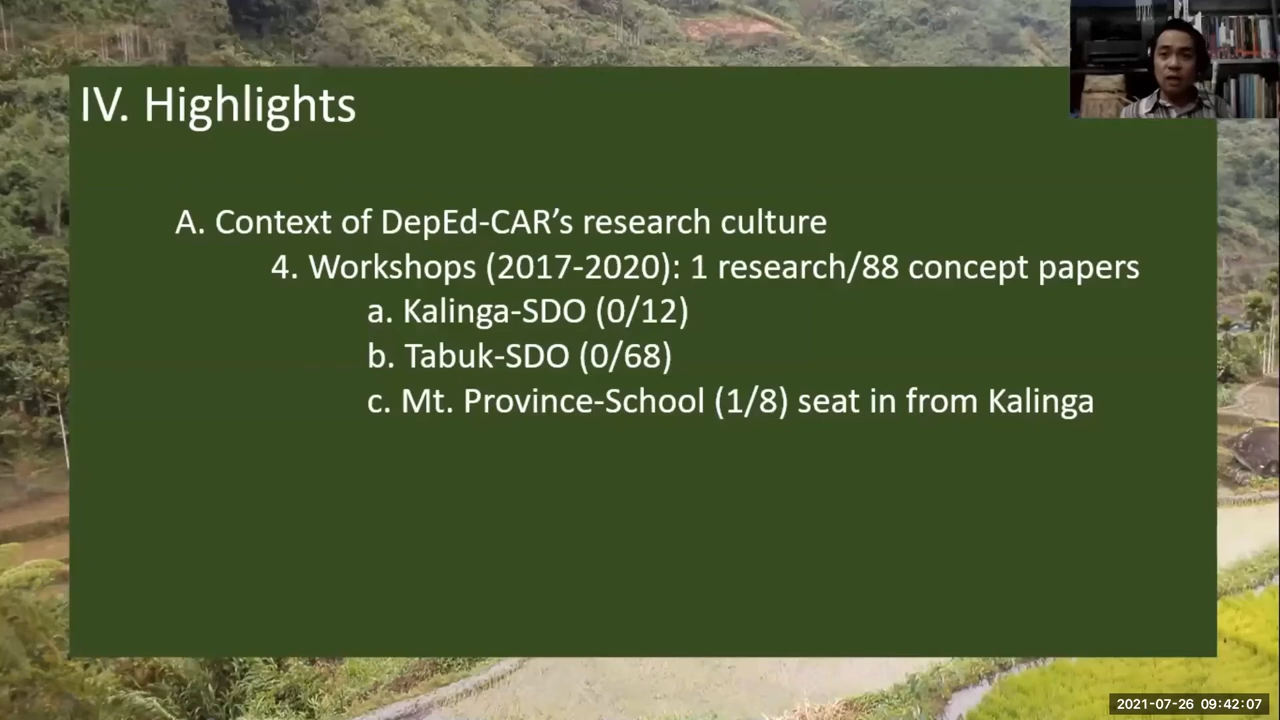 IV. Highlights
A. Context of DepEd-CAR’s research culture
4. Workshops (2017-2020): 1 research/88 concept papers
a. Kalinga-SDO (0/12)
b. Tabuk-SDO (0/68)
c. Mt. Province-School (1/8) seat in from Kalinga
2021-07-26 09:42:07